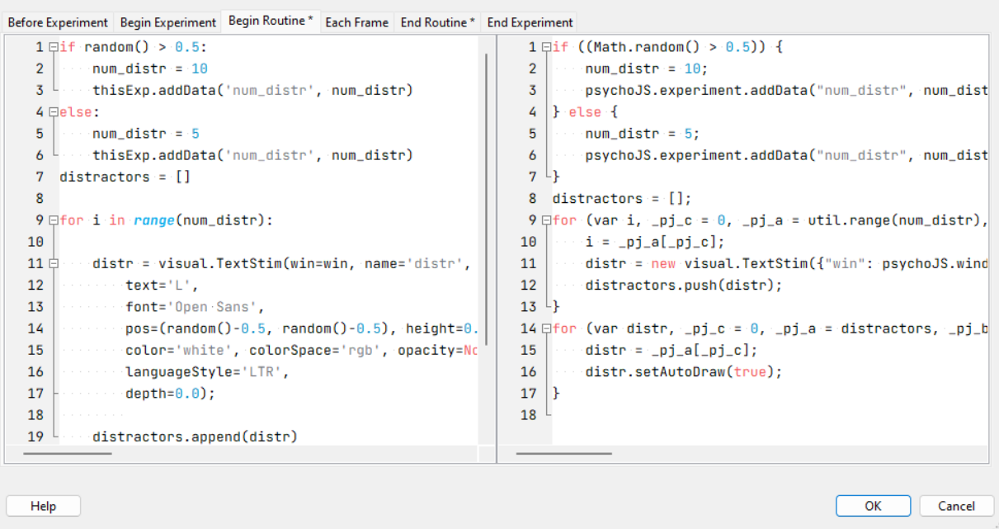 Before Experiment Begin Experiment Begin Routine * Each Frame End Routine * End Experiment
1 if random() > 0.5:
2 num_distr = 10
3 thisExp.addData('num_distr', num_distr)
4 else:
5 num_distr = 5
6 thisExp.addData('num_distr', num_distr)
7 distractors = []
8
9 for i in range(num_distr):
10
11 distr = visual.TextStim(win=win, name='distr',
12 text='L',
13 font='Open Sans',
14 pos=(random()-0.5, random()-0.5), height=0.
15 color='white', colorSpace='rgb', opacity=No
16 languageStyle='LTR',
17 depth=0.0);
18
19 distractors.append(distr)
1 if ((Math.random() > 0.5)) {
2 num_distr = 10;
3 psychoJS.experiment.addData("num_distr", num_dist
4 } else {
5 num_distr = 5;
6 psychoJS.experiment.addData("num_distr", num_dist
7 }
8 distractors = [];
9 for (var i, _pj_c = 0, _pj_a = util.range(num_distr),
10 i = _pj_a[_pj_c];
11 distr = new visual.TextStim({"win": psychoJS.wind
12 distractors.push(distr);
13 }
14 for (var distr, _pj_c = 0, _pj_a = distractors, _pj_b
15 distr = _pj_a[_pj_c];
16 distr.setAutoDraw(true);
17 }
18
Help OK Cancel